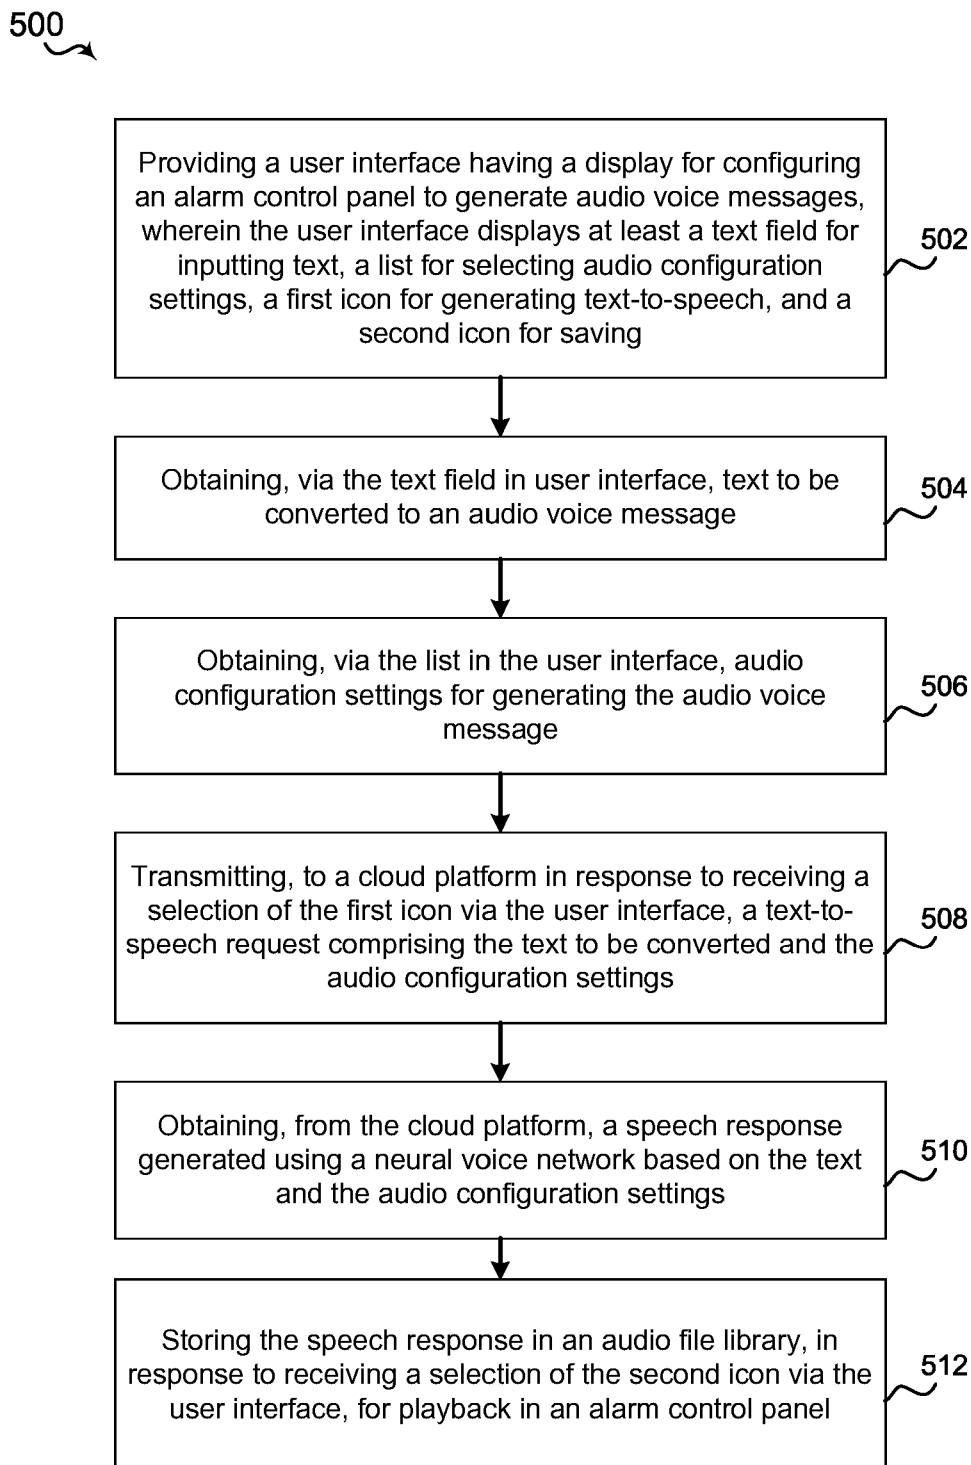 500
Providing a user interface having a display for configuring
an alarm control panel to generate audio voice messages,
wherein the user interface displays at least a text field for
inputting text, a list for selecting audio configuration
settings, a first icon for generating text-to-speech, and a
second icon for saving
502
Obtaining, via the text field in user interface, text to be
converted to an audio voice message
504
Obtaining, via the list in the user interface, audio
configuration settings for generating the audio voice
message
506
Transmitting, to a cloud platform in response to receiving a
selection of the first icon via the user interface, a text-to-
speech request comprising the text to be converted and the
audio configuration settings
508
Obtaining, from the cloud platform, a speech response
generated using a neural voice network based on the text
and the audio configuration settings
510
Storing the speech response in an audio file library, in
response to receiving a selection of the second icon via the
user interface, for playback in an alarm control panel
512